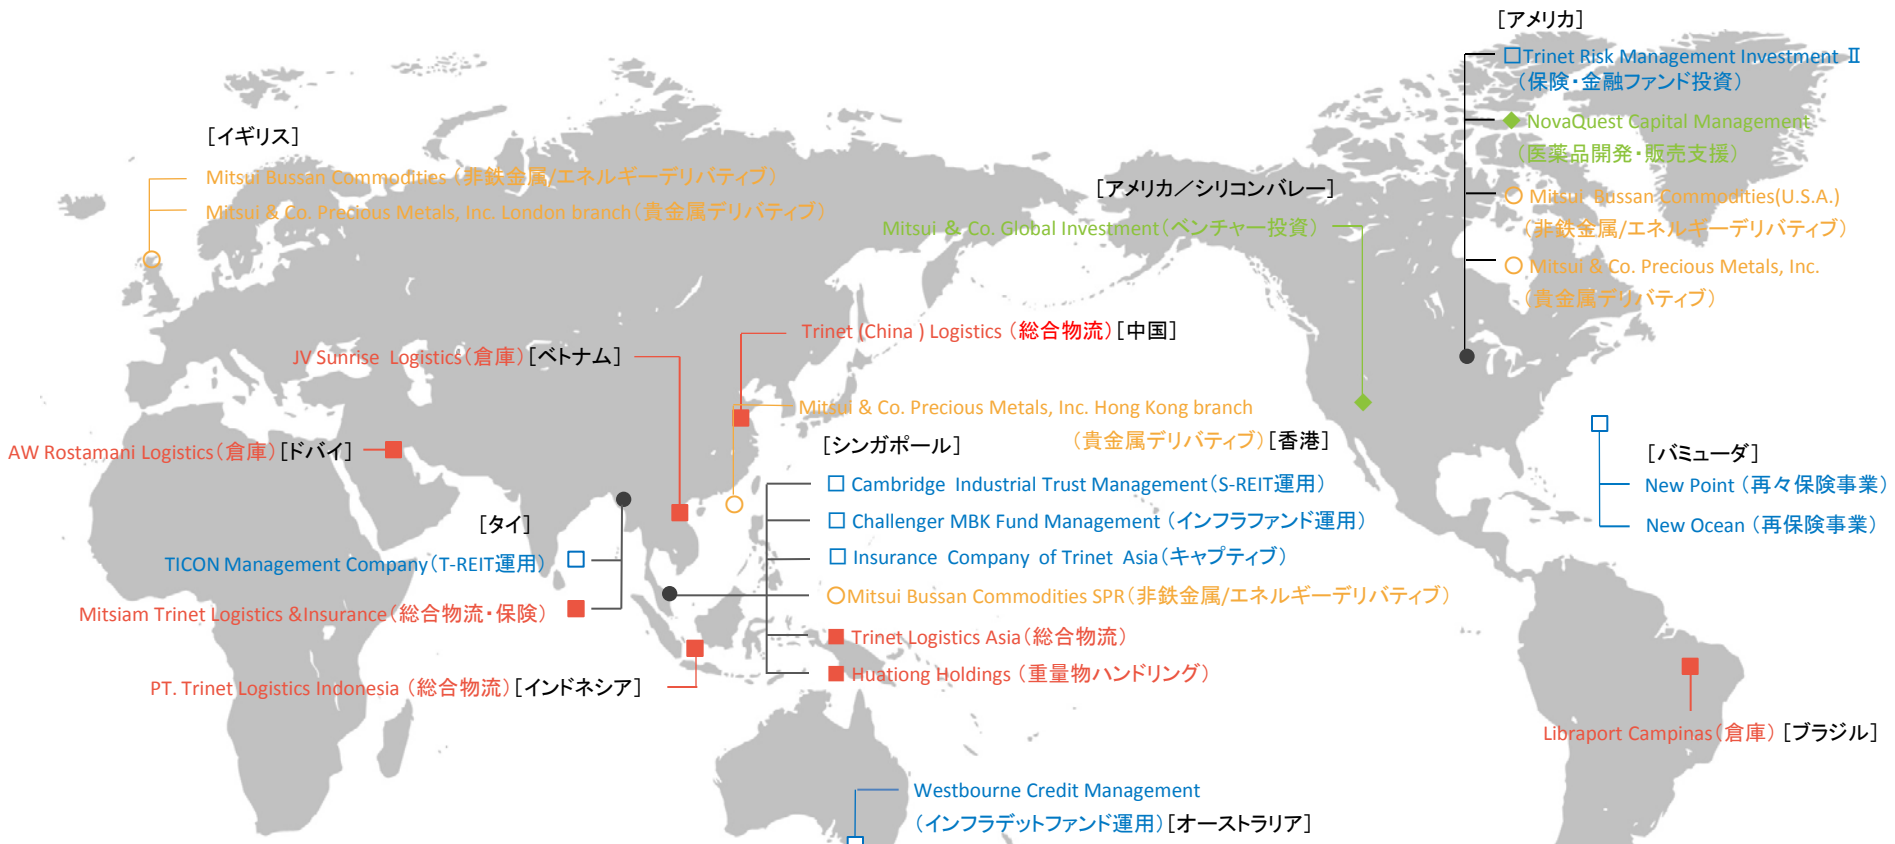 [アメリカ]
□Trinet Risk Management Investment Ⅱ
(保険・金融ファンド投資)
◆ NovaQuest Capital Management
(医薬品開発・販売支援)
○ Mitsui Bussan Commodities(U.S.A.)
(非鉄金属/エネルギーデリバティブ)
○ Mitsui & Co. Precious Metals, Inc.
(貴金属デリバティブ)
[イギリス]
Mitsui Bussan Commodities (非鉄金属/エネルギーデリバティブ)
Mitsui & Co. Precious Metals, Inc. London branch(貴金属デリバティブ)
[アメリカ／シリコンバレー]
Mitsui & Co. Global Investment(ベンチャー投資)
Trinet (China ) Logistics (総合物流) [中国]
JV Sunrise Logistics(倉庫) [ベトナム]
Mitsui & Co. Precious Metals, Inc. Hong Kong branch
(貴金属デリバティブ) [香港]
AW Rostamani Logistics(倉庫) [ドバイ]
[シンガポール]
□ Cambridge Industrial Trust Management(S-REIT運用)
□ Challenger MBK Fund Management (インフラファンド運用)
□ Insurance Company of Trinet Asia(キャプティブ)
○Mitsui Bussan Commodities SPR(非鉄金属/エネルギーデリバティブ)
■ Trinet Logistics Asia(総合物流)
■ Huationg Holdings (重量物ハンドリング)
[バミューダ]
New Point (再々保険事業)
New Ocean (再保険事業)
[タイ]
TICON Management Company(T-REIT運用)
Mitsiam Trinet Logistics &Insurance(総合物流・保険)
PT. Trinet Logistics Indonesia (総合物流) [インドネシア]
Libraport Campinas(倉庫) [ブラジル]
Westbourne Credit Management
(インフラデットファンド運用) [オーストラリア]